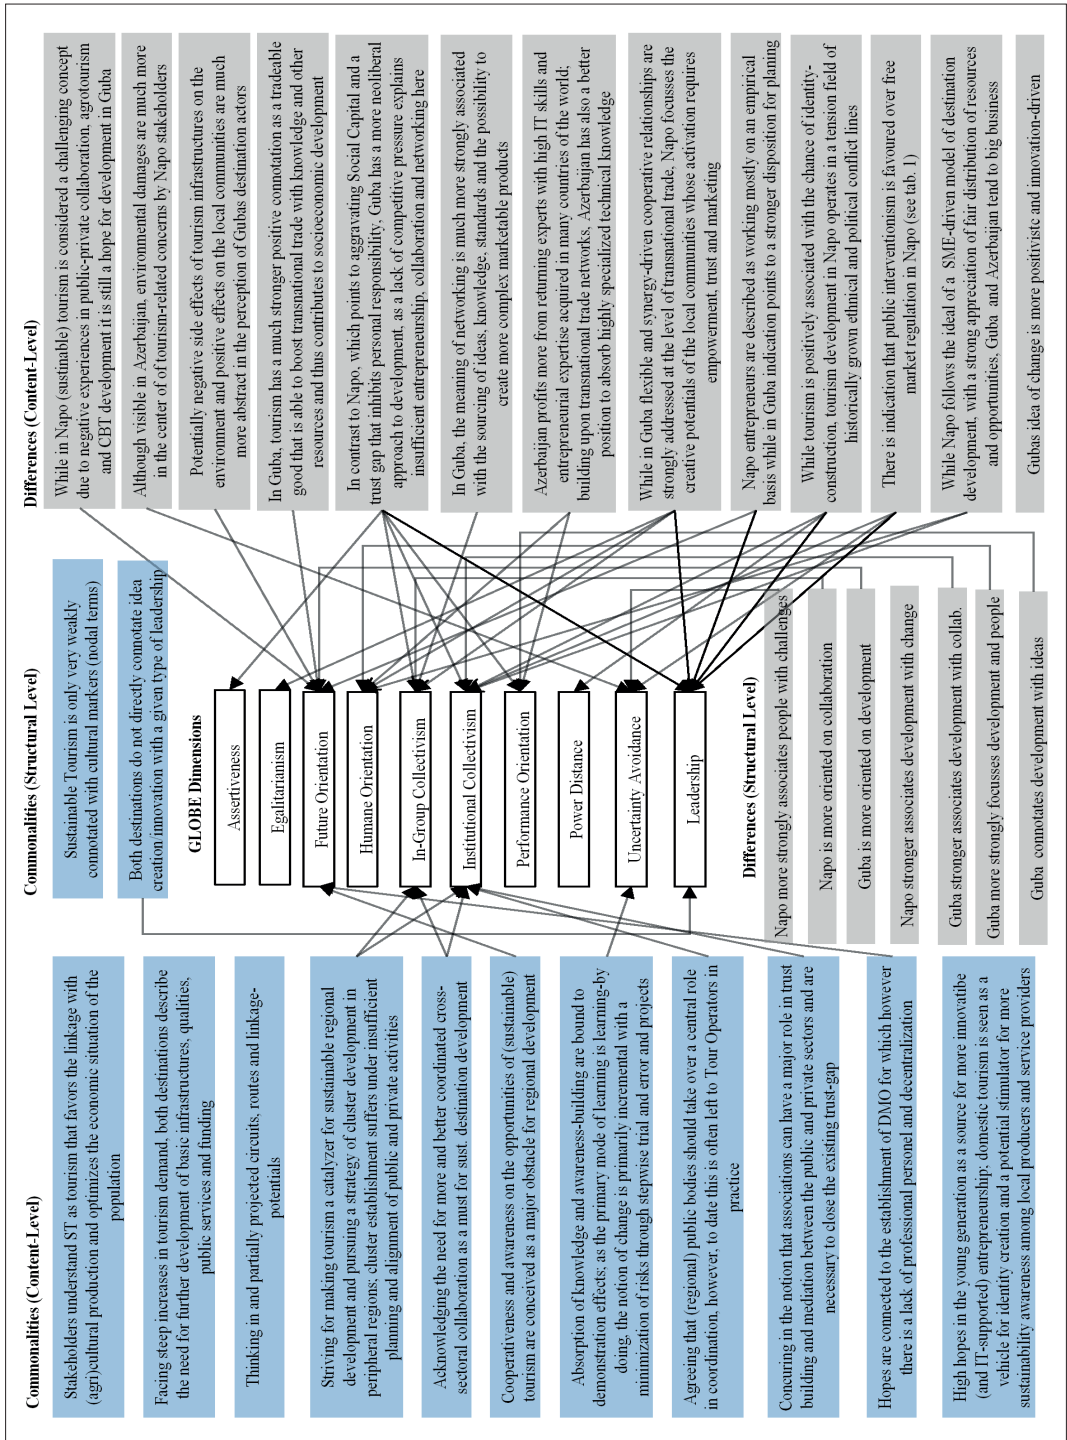 Commonalities (Content-Level)
Stakeholders understand ST as tourism that favors the linkage with
(agri)cultural production and optimizes the economic situation of the
population
Facing steep increases in tourism demand, both destinations describe
the need for further development of basic infrastructures, qualities,
public services and funding
Thinking in and partially projected circuits, routes and linkage-
potentials
Striving for making tourism a catalyzer for sustainable regional
development and pursuing a strategy of cluster development in
peripheral regions; cluster establishment suffers under insufficient
planning and alignment of public and private activities
Acknowledging the need for more and better coordinated cross-
sectoral collaboration as a must for sust. destination development
Cooperativeness and awareness on the opportunities of (sustainable)
tourism are conceived as a major obstacle for regional development
Absorption of knowledge and awareness-building are bound to
demonstration effects; as the primary mode of learning is learning-by
doing, the notion of change is primarily incremental with a
minimization of risks through stepwise trial and error and projects
Agreeing that (regional) public bodies should take over a central role
in coordination, however, to date this is often left to Tour Operators in
practice
Concuring in the notion that associations can have a major role in trust
building and mediation between the public and private sectors and are
necessary to close the existing trust-gap
Hopes are connected to the establishment of DMO for which however
there is a lack of professional personnel and decentralization
High hopes in the young generation as a source for more innovatibe
(and IT-supported) entrepreneurship; domestic tourism is seen as a
vehicle for identity creation and a potential stimulator for more
sustainability awareness among local producers and service providers
Commonalities (Structural Level)
Sustainable Tourism is only very weakly
connotated with cultural markers (nodal terms)
Both destinations do not directly connotate idea
creation/innovation with a given type of leadership
GLOBE Dimensions
Assertiveness
Egalitarianism
Future Orientation
Humane Orientation
In-Group Collectivism
Institutional Collectivism
Performance Orientation
Power Distance
Uncertainty Avoidance
Leadership
Differences (Structural Level)
Napo more strongly associates people with challenges
Napo is more oriented on collaboration
Guba is more oriented on development
Napo stronger associates development with change
Guba stronger associates development with collab.
Guba more strongly focusses development and people
Guba connotates development with ideas
Differences (Content-Level)
While in Napo (sustainable) tourism is considered a challenging concept
due to negative experiences in public-private collaboration, agrotourism
and CBT development it is still a hope for development in Guba
Although visible in Azerbaijan, environmental damages are much more
in the center of of tourism-related concerns by Napo stakeholders
Potentially negative side effects of tourism infrastructures on the
environment and positive effects on the local communities are much
more abstract in the perception of Gubas destination actors
In Guba, tourism has a much stronger positive connotation as a tradeable
good that is able to boost transnational trade with knowledge and other
resources and thus contributes to socioeconomic development
In contrast to Napo, which points to aggravating Social Capital and a
trust gap that inhibits personal responsibility, Guba has a more neoliberal
approach to development, as a lack of competitive pressure explains
insufficient entrepreneurship, collaboration and networking here
In Guba, the meaning of networking is much more strongly associated
with the sourcing of ideas, knowledge, standards and the possibility to
create more complex marketable products
Azerbaijan profits more from returning experts with high IT skills and
entrepreneurial expertise acquired in many countries of the world;
building upon transnational trade networks, Azerbaijan has also a better
position to absorb highly specialized technical knowledge
While in Guba flexible and synergy-driven cooperative relationships are
strongly addressed at the level of transnational trade, Napo focusses the
creative potentials of the local communities whose activation requires
empowerment, trust and marketing
Napo entrepreneurs are described as working mostly on an empirical
basis while in Guba indication points to a stronger disposition for planing
While tourism is positively associated with the chance of identity-
construction, tourism development in Napo operates in a tension field of
historically grown ethnical and political conflict lines
There is indication that public interventionism is favoured over free
market regulation in Napo (see tab. 1)
While Napo follows the ideal of a SME-driven model of destination
development, with a strong appreciation of fair distribution of resources
and opportunities, Guba and Azerbaijan tend to big business
Gubas idea of change is more positivistc and innovation-driven